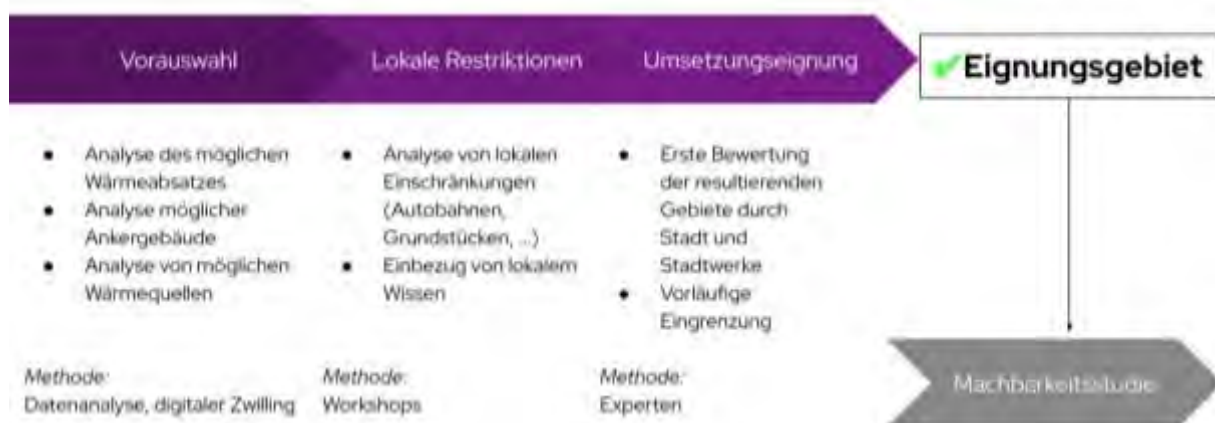 Vorauswahl
Lokale Restriktionen
Umsetzungseignung
✔Eignungsgebiet
• Analyse des möglichen
Wärmeabsatzes
• Analyse möglicher
Ankergebäude
• Analyse von möglichen
Wärmequellen
Methode:
Datenanalyse, digitaler Zwilling
• Analyse von lokalen
Einschränkungen
(Autobahnen,
Grundstücken, ...)
• Einbezug von lokalem
Wissen
Methode:
Workshops
• Erste Bewertung
der resultierenden
Gebiete durch
Stadt und
Stadtwerke
• Vorläufige
Eingrenzung
Methode:
Experten
Machbarkeitsstudie